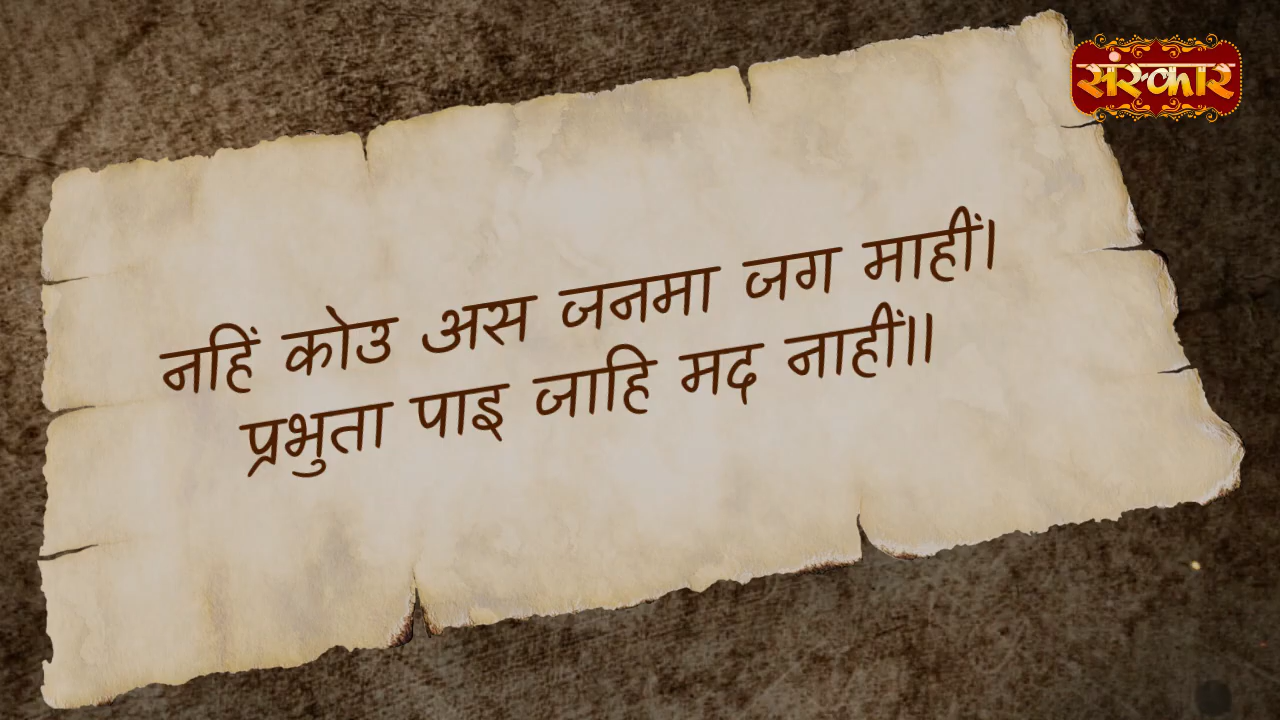 संस्कार
नहिं कोउ अस जनमा जग माहीं।
प्रभुता पाइ जाहि मद नाहीं॥